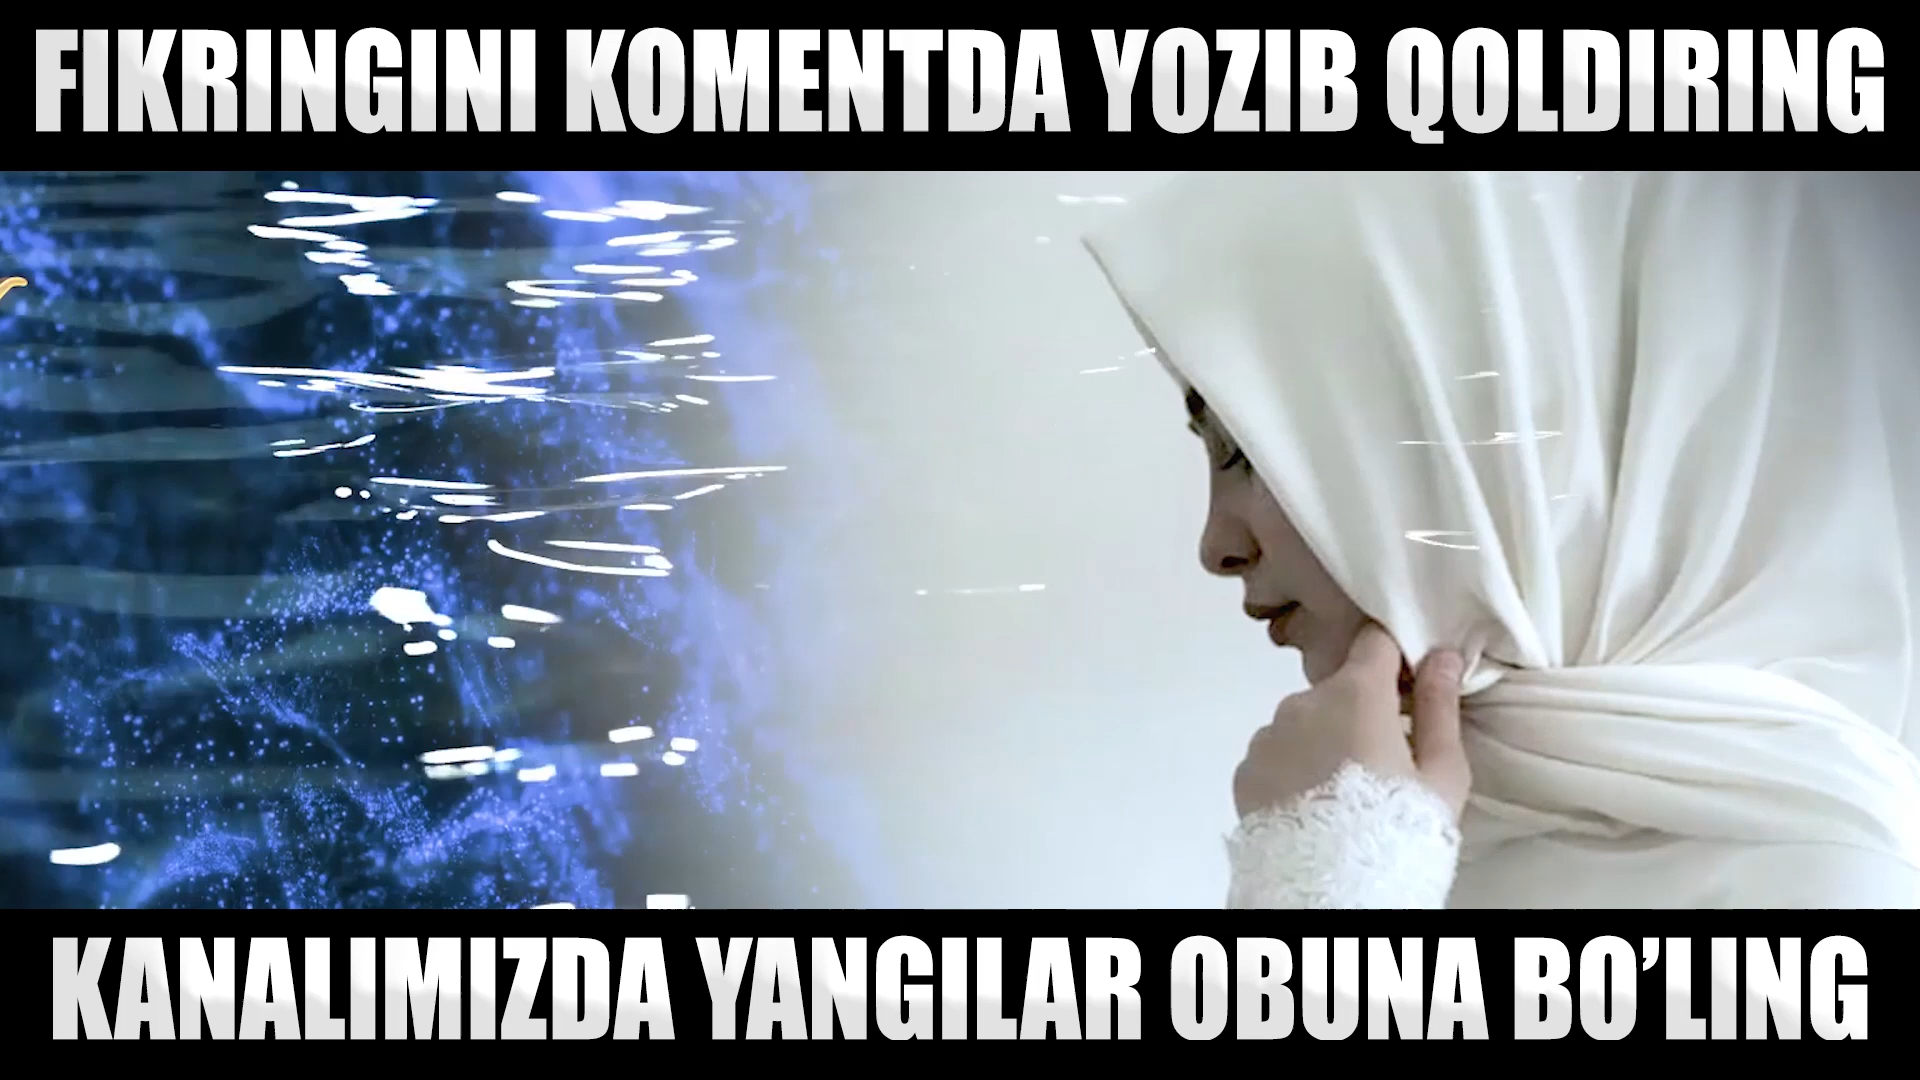 FIKRINGINI KOMENTDA YOZIB QOLDIRING
KANALIMIZDA YANGILAR OBUNA BO’LING